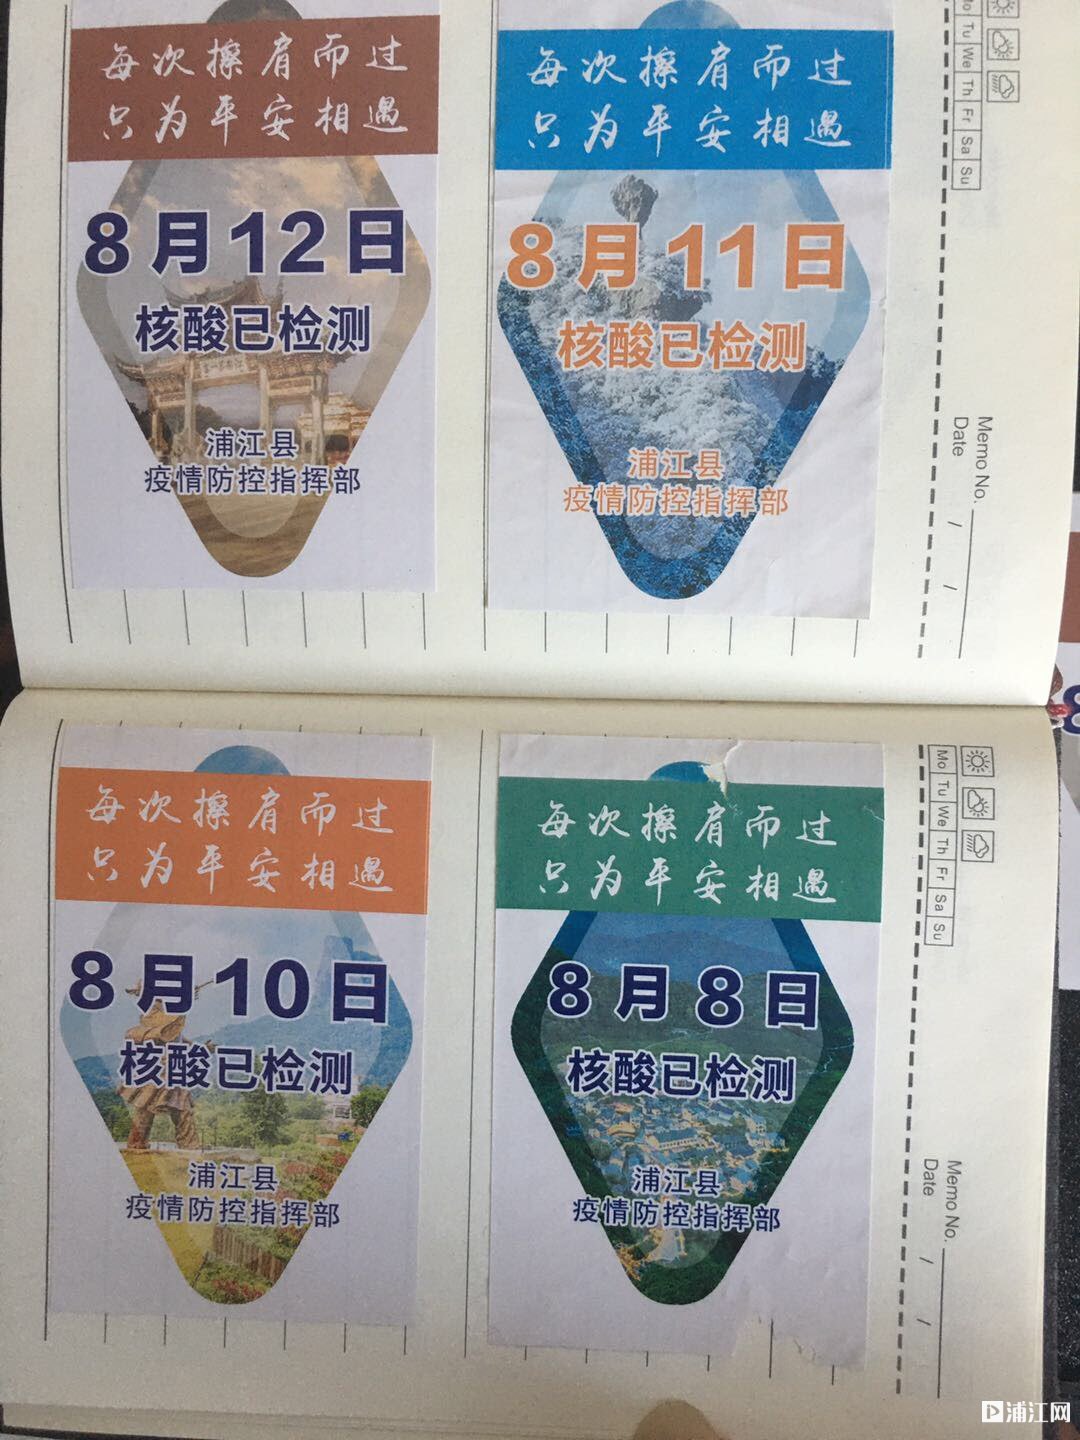 每次擦肩而过
只为平安相遇
8月12日
核酸已检测
浦江县
疫情防控指挥部
每次擦肩而过
只为平安相遇
8月11日
核酸已检测
浦江县
疫情防控指挥部
Mo Tu We Th Fr Sa Su
Memo No.
Date / /
每次擦肩而过
只为平安相遇
8月10日
核酸已检测
浦江县
疫情防控指挥部
每次擦肩而过
只为平安相遇
8月8日
核酸已检测
浦江县
疫情防控指挥部
Mo Tu We Th Fr Sa Su
Memo No.
Date / /
8
浦江网